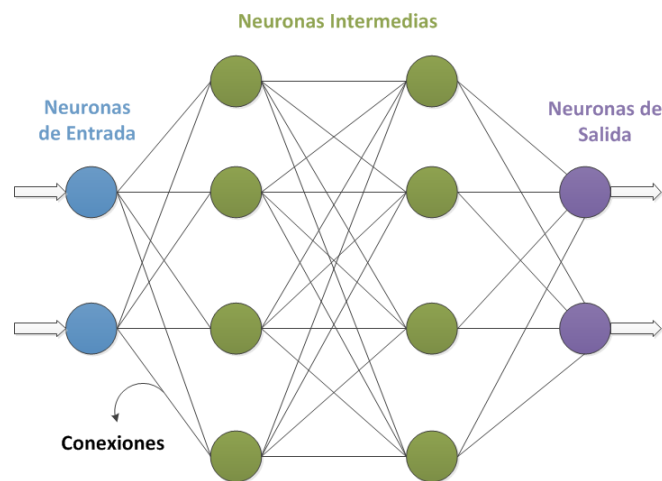 Neuronas Intermedias
Neuronas
de Entrada
Neuronas de
Salida
Conexiones